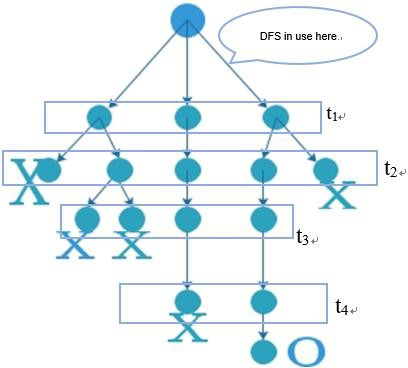 DFS in use here.
t1
X
t2
X
X X
t3
t4
X
O